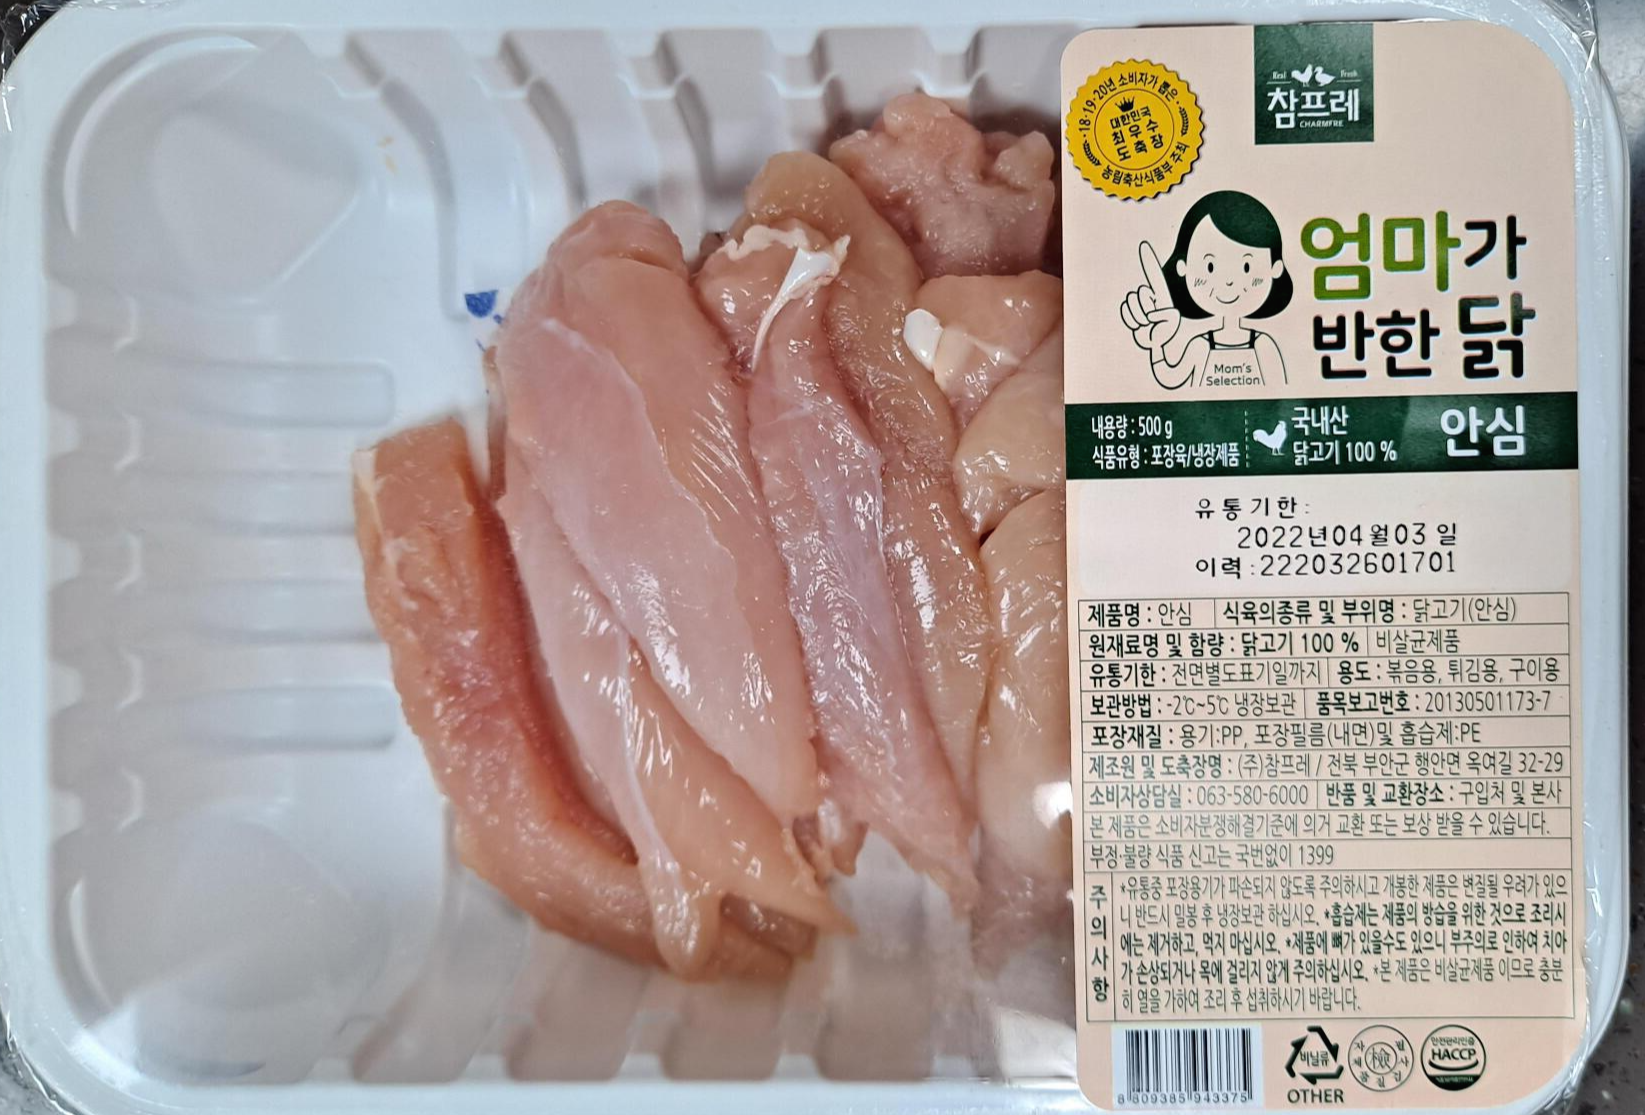 Real Fresh
참프레
CHARMFRE
'18·19·20년 소비자가 뽑은
대한민국
최우수
도축장
농림축산식품부 주최
엄마가
반한 닭
Mom's
Selection
내용량 : 500 g
식품유형 : 포장육/냉장제품
국내산
닭고기 100 %
안심
유통기한:
2022년04월03일
이력:222032601701
제품명 : 안심 식육의종류 및 부위명 : 닭고기(안심)
원재료명 및 함량 : 닭고기 100 % 비살균제품
유통기한 : 전면별도표기일까지 용도 : 볶음용, 튀김용, 구이용
보관방법 : -2℃~5℃ 냉장보관 품목보고번호 : 20130501173-7
포장재질 : 용기:PP, 포장필름(내면)및 흡습제:PE
제조원 및 도축장명 : (주)참프레 / 전북 부안군 행안면 옥여길 32-29
소비자상담실 : 063-580-6000 반품 및 교환장소 : 구입처 및 본사
본 제품은 소비자분쟁해결기준에 의거 교환 또는 보상 받을 수 있습니다.
부정·불량 식품 신고는 국번없이 1399
주의사항
*유통중 포장용기가 파손되지 않도록 주의하시고 개봉한 제품은 변질될 우려가 있으
니 반드시 밀봉 후 냉장보관 하십시오. *흡습제는 제품의 방습을 위한 것으로 조리시
에는 제거하고, 먹지 마십시오. *제품에 뼈가 있을수도 있으니 부주의로 인하여 치아
가 손상되거나 목에 걸리지 않게 주의하십시오. *본 제품은 비살균제품 이므로 충분
히 열을 가하여 조리 후 섭취하시기 바랍니다.
8 809385 943375
비닐류
OTHER
자체품질검사필
檢
안전관리인증
HACCP